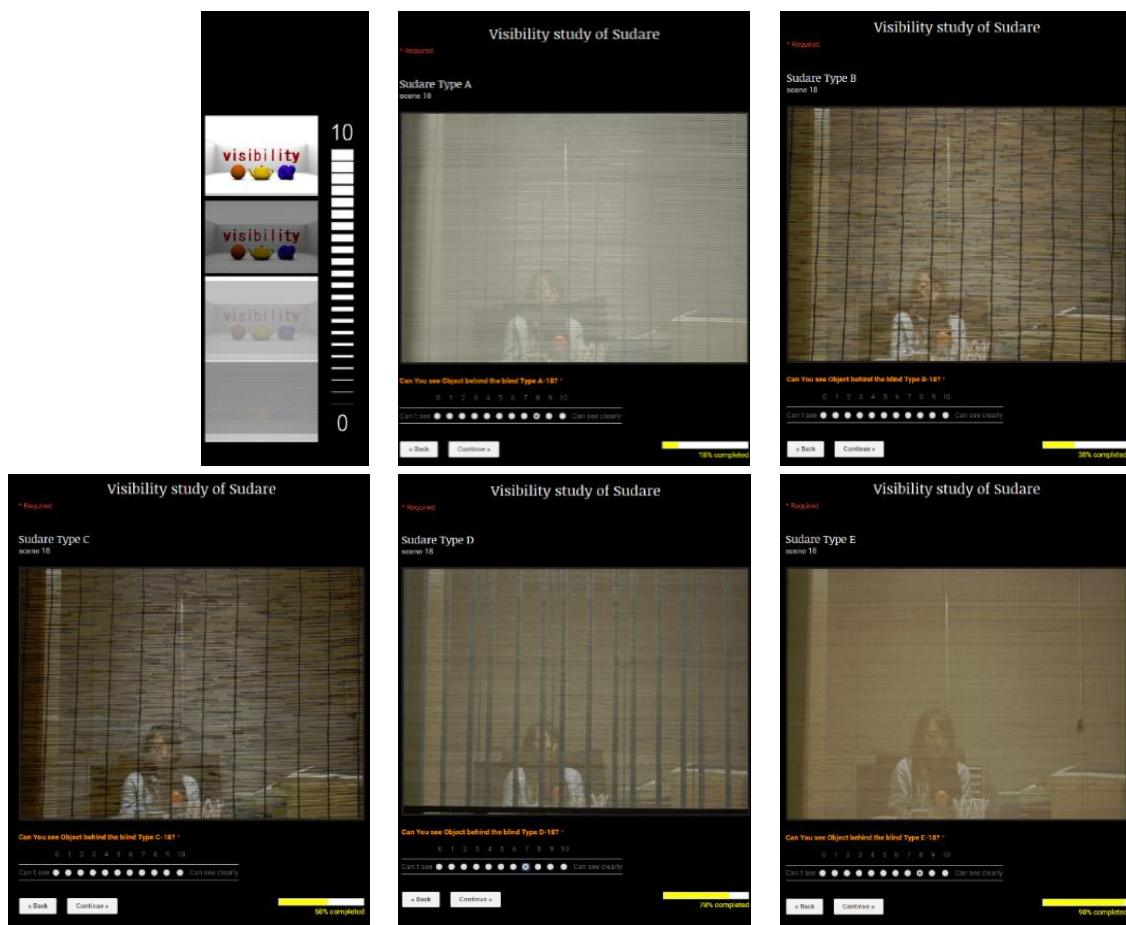 visibility
visibility
visibility
10
0
Visibility study of Sudare
* Required
Sudare Type A
scene 18
Can You see Object behind the blind Type A-18? *
0 1 2 3 4 5 6 7 8 9 10
Can't see Can see clearly
« Back Continue »
18% completed
Visibility study of Sudare
* Required
Sudare Type B
scene 18
Can You see Object behind the blind Type B-18? *
0 1 2 3 4 5 6 7 8 9 10
Can't see Can see clearly
« Back Continue »
38% completed
Visibility study of Sudare
* Required
Sudare Type C
scene 18
Can You see Object behind the blind Type C-18? *
0 1 2 3 4 5 6 7 8 9 10
Can't see Can see clearly
« Back Continue »
58% completed
Visibility study of Sudare
* Required
Sudare Type D
scene 18
Can You see Object behind the blind Type D-18? *
0 1 2 3 4 5 6 7 8 9 10
Can't see Can see clearly
« Back Continue »
78% completed
Visibility study of Sudare
* Required
Sudare Type E
scene 18
Can You see Object behind the blind Type E-18? *
0 1 2 3 4 5 6 7 8 9 10
Can't see Can see clearly
« Back Continue »
98% completed